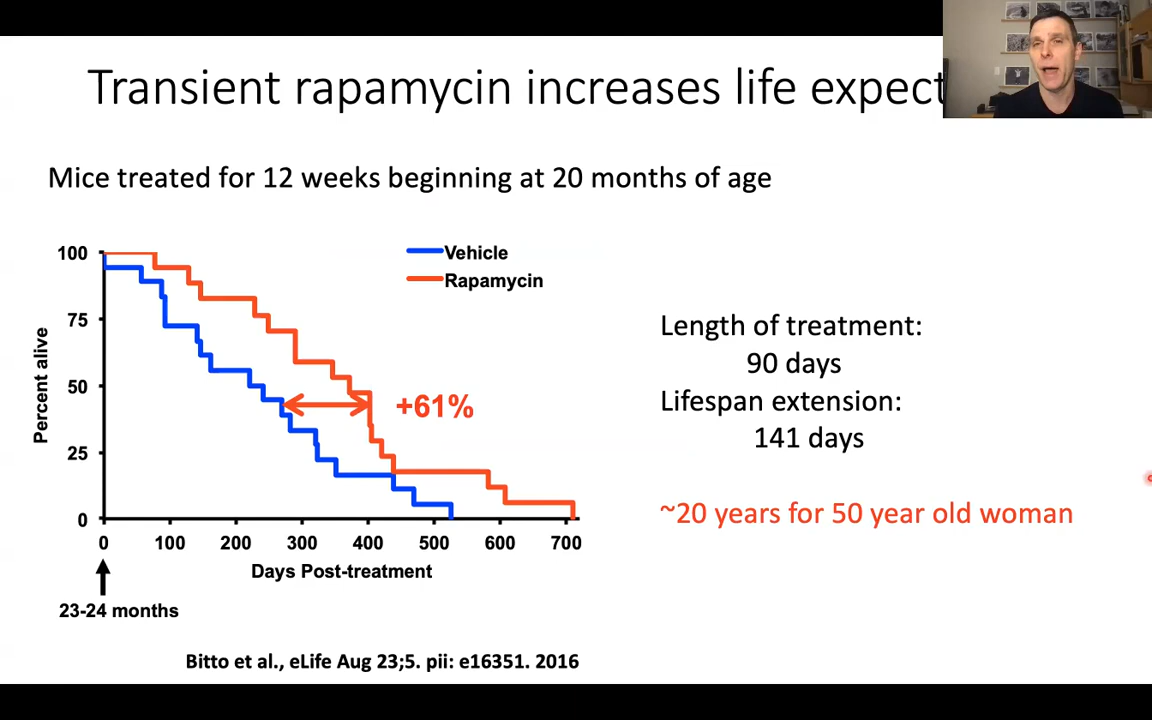 Transient rapamycin increases life expect
Mice treated for 12 weeks beginning at 20 months of age
Vehicle
Rapamycin
100
75
50
25
0
Percent alive
+61%
0 100 200 300 400 500 600 700
Days Post-treatment
23-24 months
Length of treatment:
90 days
Lifespan extension:
141 days
~20 years for 50 year old woman
Bitto et al., eLife Aug 23;5. pii: e16351. 2016